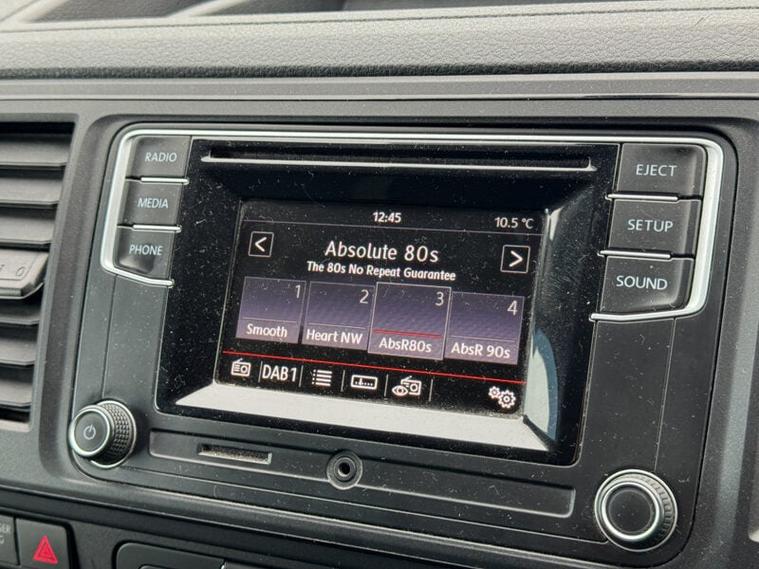 RADIO
MEDIA
PHONE
EJECT
SETUP
SOUND
12:45
10.5 °C
<
Absolute 80s
>
The 80s No Repeat Guarantee
1
Smooth
2
Heart NW
3
AbsR80s
4
AbsR 90s
DAB1